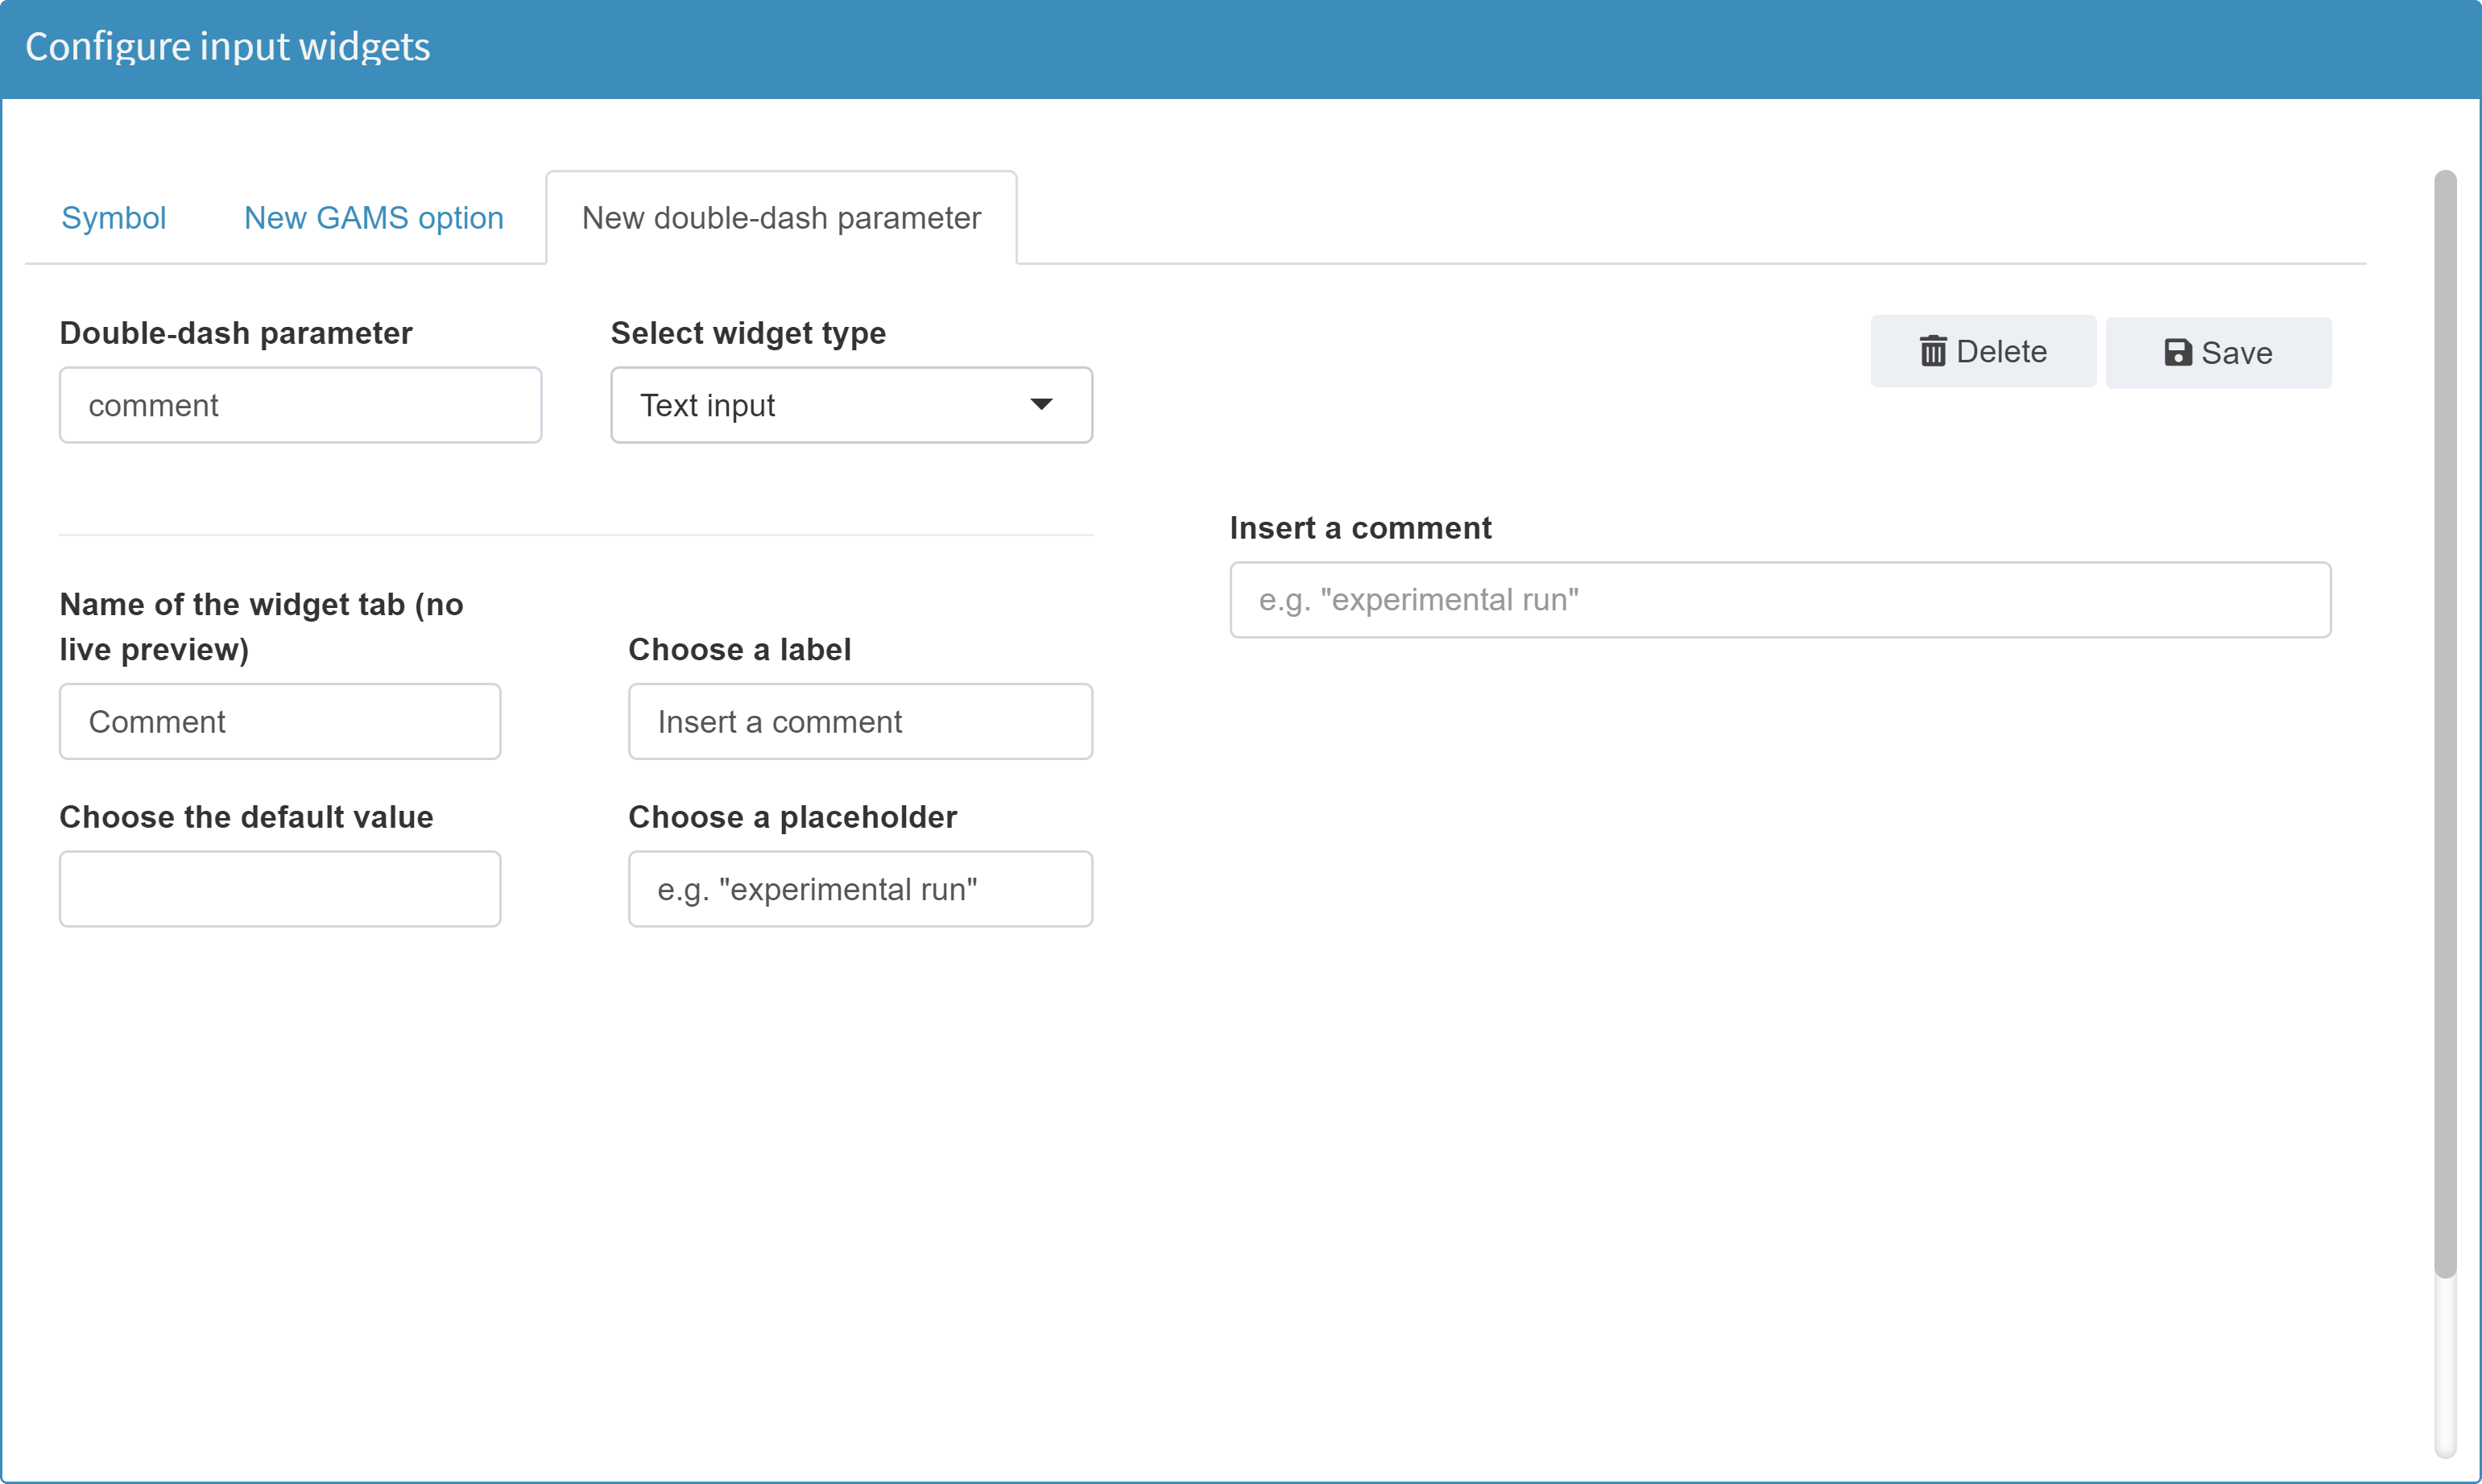 Configure input widgets
Symbol
New GAMS option
New double-dash parameter
Double-dash parameter
Select widget type
Delete
Save
comment
Text input
Insert a comment
e.g. "experimental run"
Name of the widget tab (no
live preview)
Choose a label
Comment
Insert a comment
Choose the default value
Choose a placeholder
e.g. "experimental run"